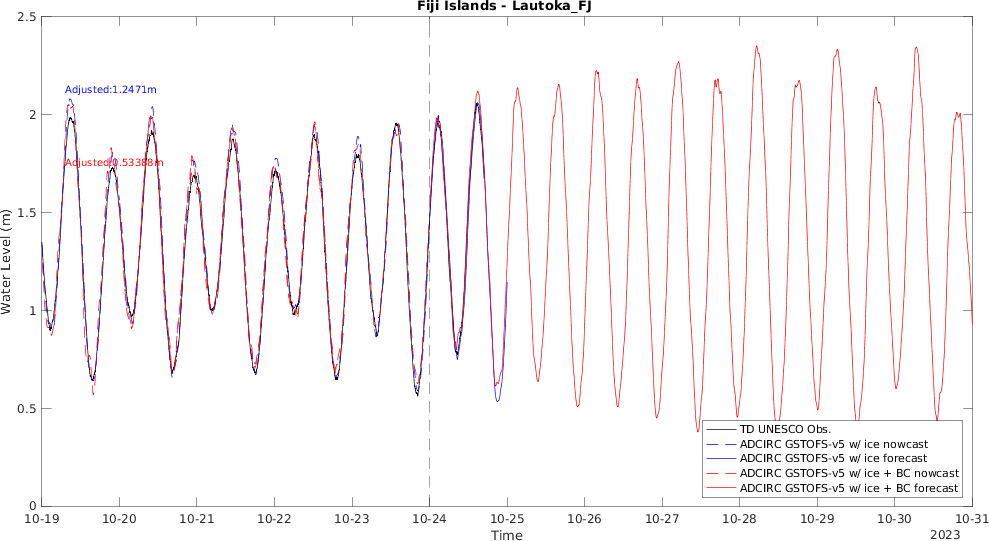 Fiji Islands - Lautoka_FJ
2.5
2
1.5
1
0.5
0
Water Level (m)
Adjusted:1.2471m
Adjusted:0.53388m
TD UNESCO Obs.
ADCIRC GSTOFS-v5 w/ ice nowcast
ADCIRC GSTOFS-v5 w/ ice forecast
ADCIRC GSTOFS-v5 w/ ice + BC nowcast
ADCIRC GSTOFS-v5 w/ ice + BC forecast
10-19 10-20 10-21 10-22 10-23 10-24 10-25 10-26 10-27 10-28 10-29 10-30 10-31
Time
2023